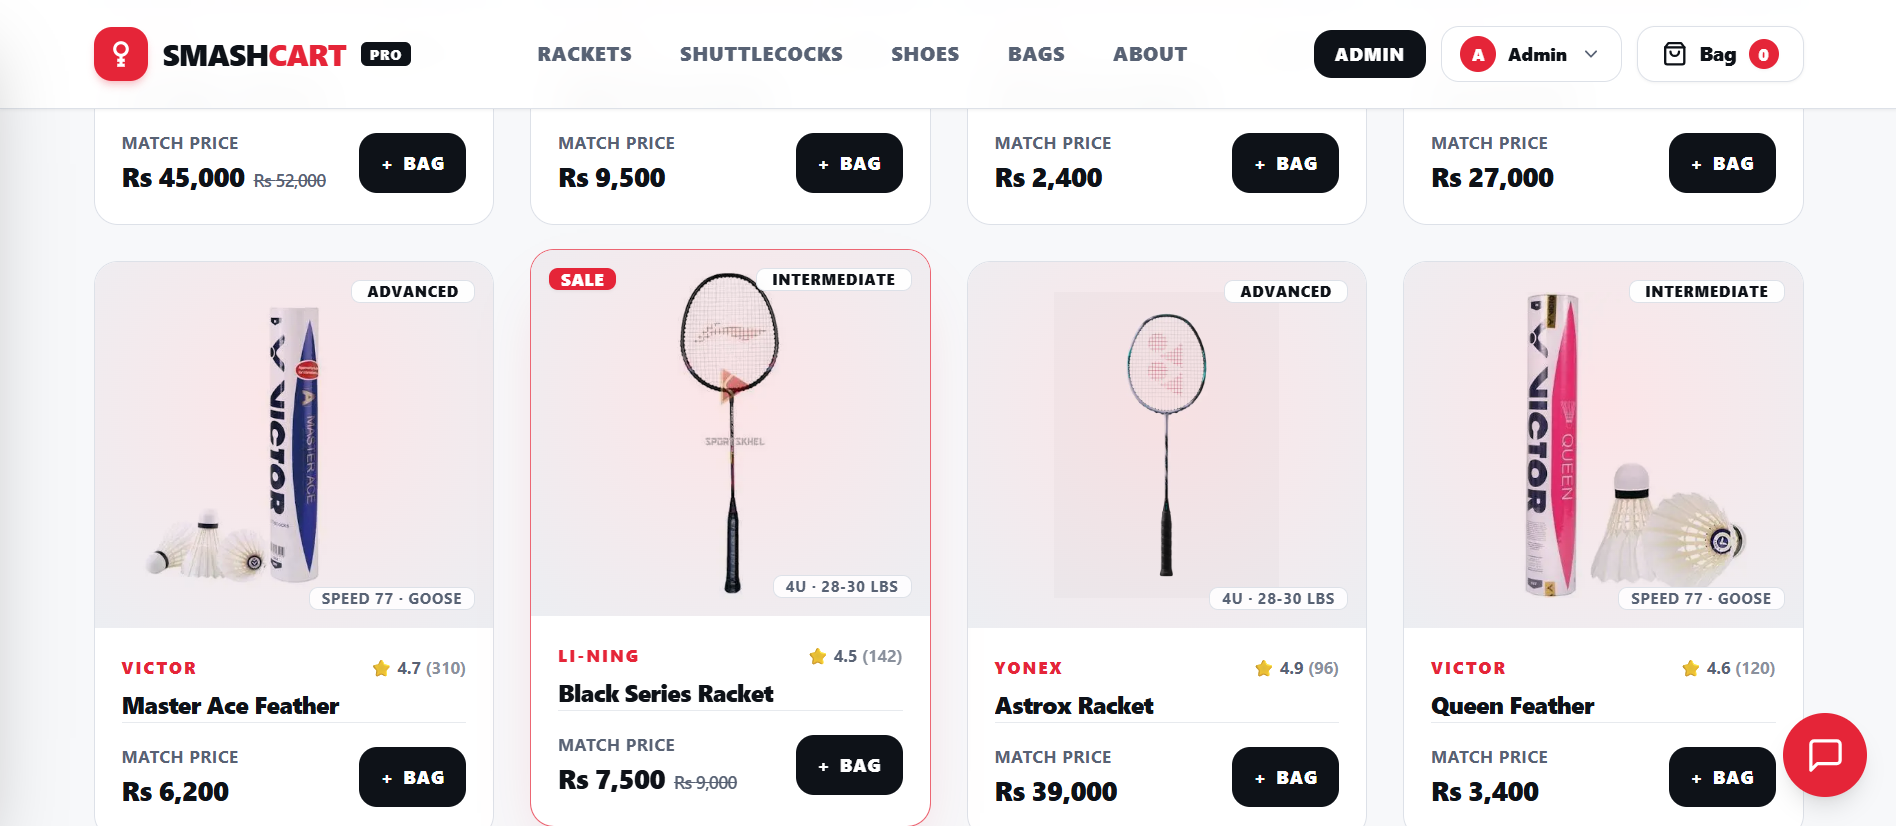 SMASHCART PRO
RACKETS SHUTTLECOCKS SHOES BAGS ABOUT
ADMIN
A Admin
Bag 0
MATCH PRICE
Rs 45,000 Rs 52,000
+ BAG
MATCH PRICE
Rs 9,500
+ BAG
MATCH PRICE
Rs 2,400
+ BAG
MATCH PRICE
Rs 27,000
+ BAG
ADVANCED
VICTOR
A MASTER ACE
SPEED 77 · GOOSE
VICTOR
4.7 (310)
Master Ace Feather
MATCH PRICE
Rs 6,200
+ BAG
SALE
INTERMEDIATE
SPORTSKHEL
4U · 28-30 LBS
LI-NING
4.5 (142)
Black Series Racket
MATCH PRICE
Rs 7,500 Rs 9,000
+ BAG
ADVANCED
4U · 28-30 LBS
YONEX
4.9 (96)
Astrox Racket
MATCH PRICE
Rs 39,000
+ BAG
INTERMEDIATE
VICTOR
QUEEN
SPEED 77 · GOOSE
VICTOR
4.6 (120)
Queen Feather
MATCH PRICE
Rs 3,400
+ BAG